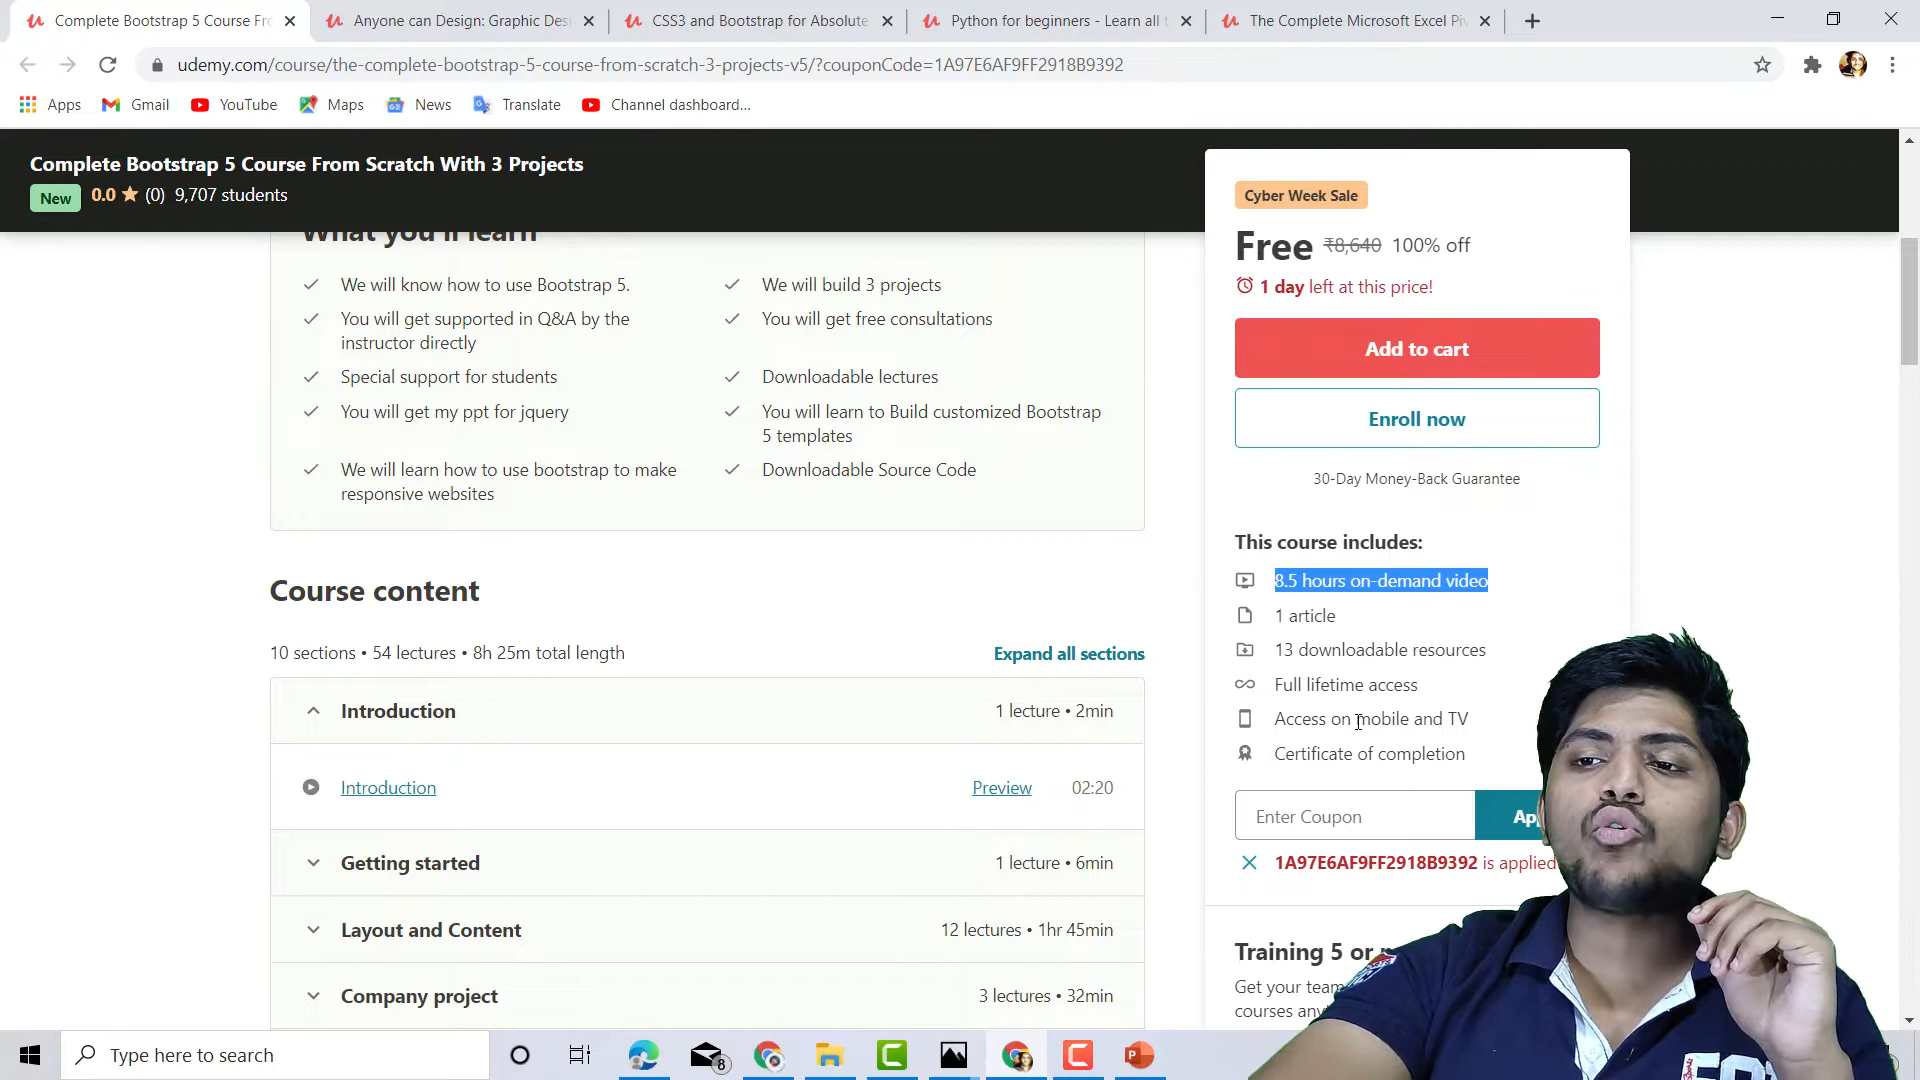 Complete Bootstrap 5 Course Fro
Anyone can Design: Graphic Desi
CSS3 and Bootstrap for Absolute
Python for beginners - Learn all t
The Complete Microsoft Excel Piv
udemy.com/course/the-complete-bootstrap-5-course-from-scratch-3-projects-v5/?couponCode=1A97E6AF9FF2918B9392
Apps Gmail YouTube Maps News Translate Channel dashboard...
Complete Bootstrap 5 Course From Scratch With 3 Projects
New 0.0 (0) 9,707 students
What you'll learn
We will know how to use Bootstrap 5.
We will build 3 projects
You will get supported in Q&A by the
instructor directly
You will get free consultations
Special support for students
Downloadable lectures
You will get my ppt for jquery
You will learn to Build customized Bootstrap
5 templates
We will learn how to use bootstrap to make
responsive websites
Downloadable Source Code
Course content
10 sections • 54 lectures • 8h 25m total length
Expand all sections
Introduction 1 lecture • 2min
Introduction Preview 02:20
Getting started 1 lecture • 6min
Layout and Content 12 lectures • 1hr 45min
Company project 3 lectures • 32min
Cyber Week Sale
Free ₹8,640 100% off
1 day left at this price!
Add to cart
Enroll now
30-Day Money-Back Guarantee
This course includes:
8.5 hours on-demand video
1 article
13 downloadable resources
Full lifetime access
Access on mobile and TV
Certificate of completion
Enter Coupon
1A97E6AF9FF2918B9392 is applied
Training 5 or
Get your team
courses
Type here to search
8